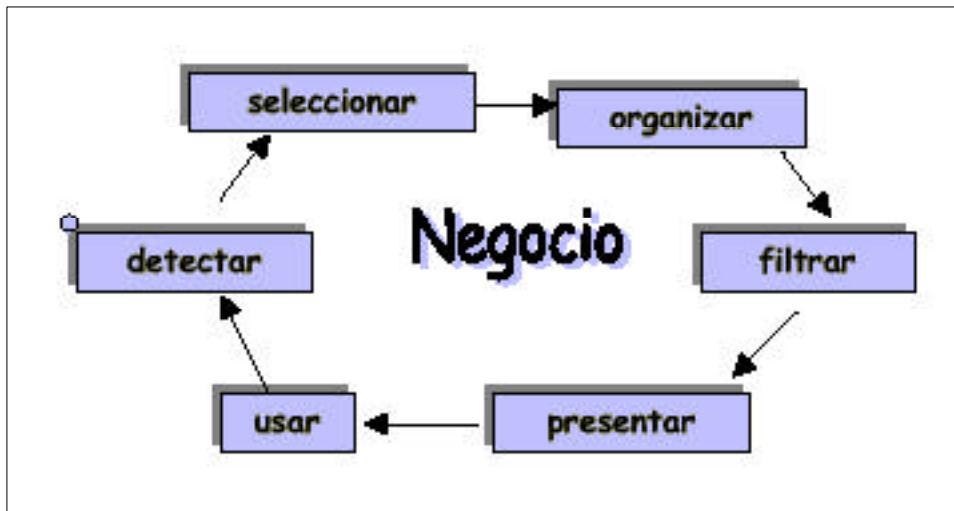 seleccionar
organizar
Negocio
detectar
filtrar
usar
presentar